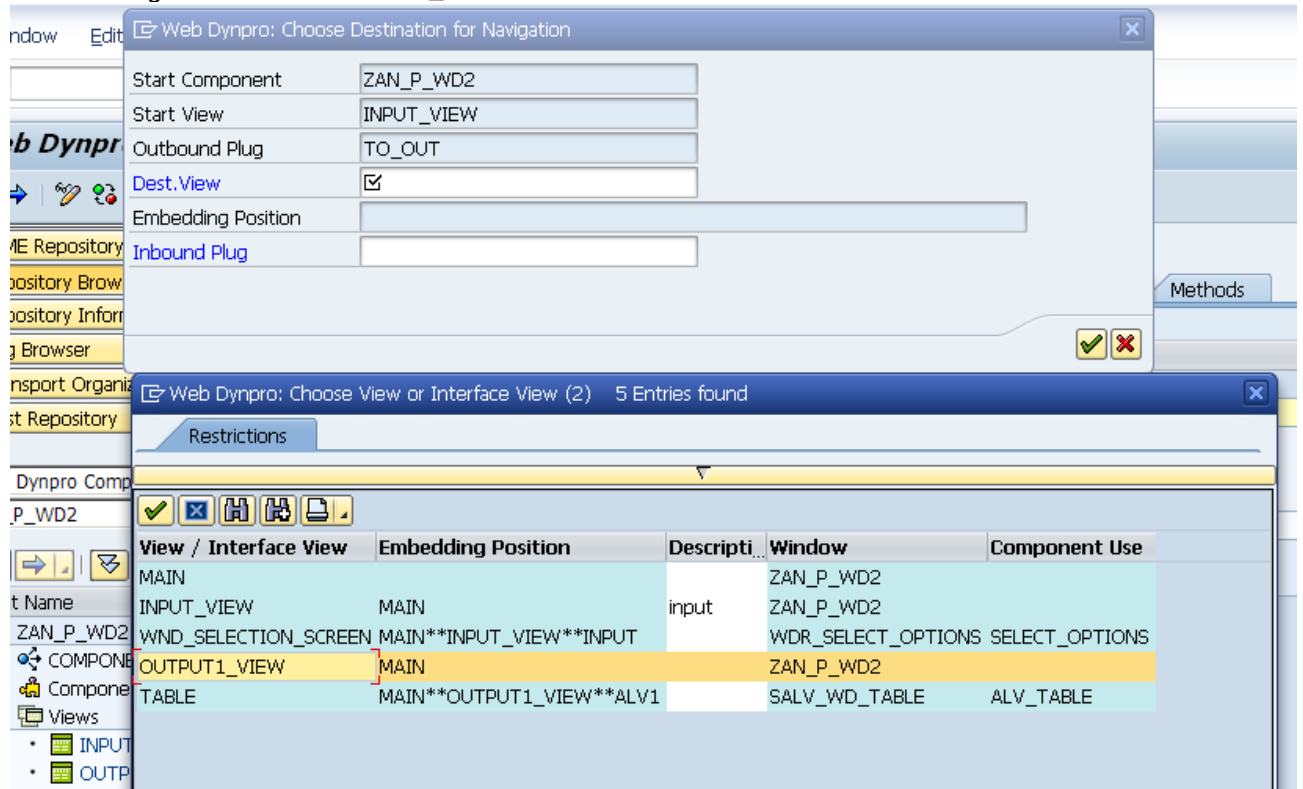 ndow Edit
Web Dynpro: Choose Destination for Navigation
Start Component ZAN_P_WD2
Start View INPUT_VIEW
Outbound Plug TO_OUT
Dest.View
Embedding Position
Inbound Plug
b Dynpr
ME Repository
pository Brow
pository Inforr
g Browser
nsport Organiz
st Repository
Methods
Web Dynpro: Choose View or Interface View (2) 5 Entries found
Restrictions
Dynpro Comp
_P_WD2
t Name
ZAN_P_WD2
COMPONE
Compone
Views
INPUT
OUTP
View / Interface View Embedding Position Descripti... Window Component Use
MAIN ZAN_P_WD2
INPUT_VIEW MAIN input ZAN_P_WD2
WND_SELECTION_SCREEN MAIN**INPUT_VIEW**INPUT WDR_SELECT_OPTIONS SELECT_OPTIONS
OUTPUT1_VIEW MAIN ZAN_P_WD2
TABLE MAIN**OUTPUT1_VIEW**ALV1 SALV_WD_TABLE ALV_TABLE